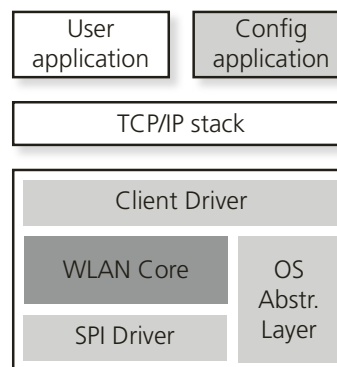 User
application
Config
application
TCP/IP stack
Client Driver
WLAN Core
SPI Driver
OS
Abstr.
Layer